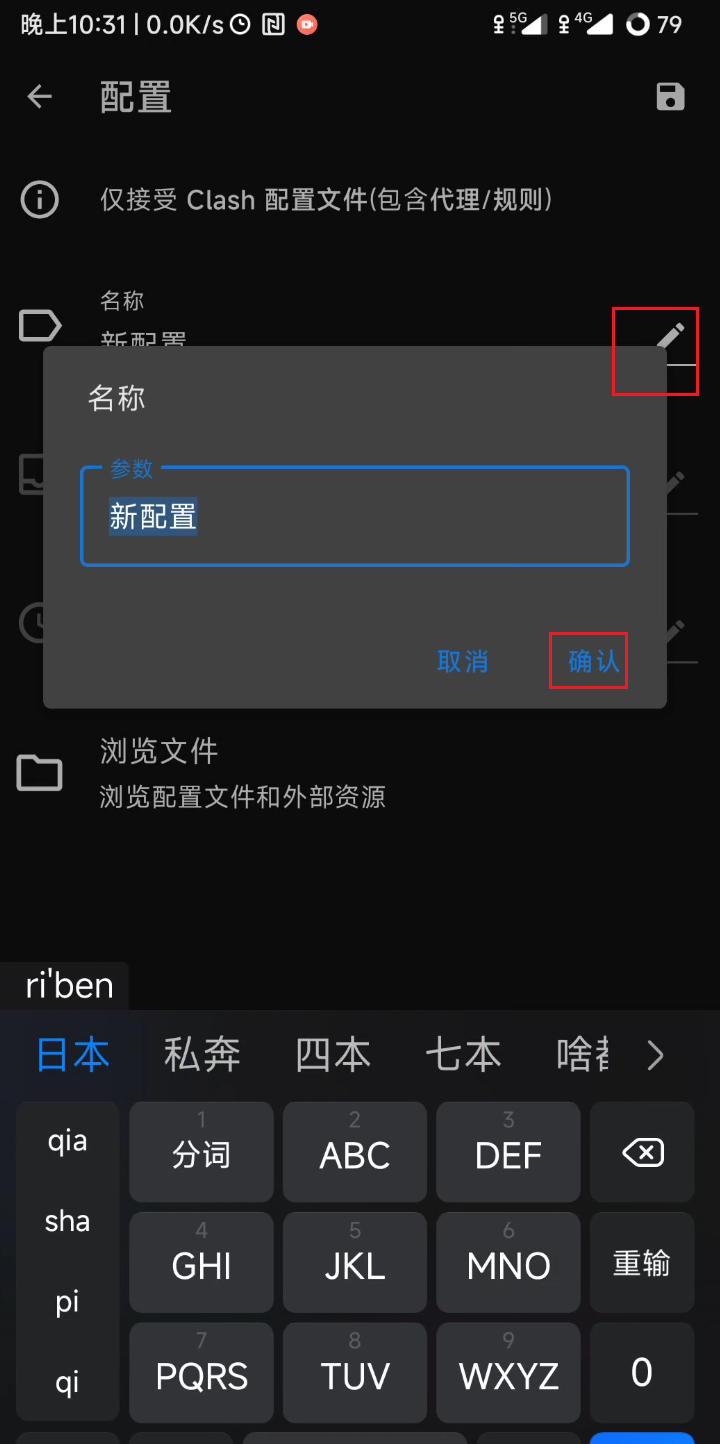 晚上10:31 | 0.0K/s 5G 4G 79
配置
仅接受 Clash 配置文件(包含代理/规则)
名称
新配置
名称
参数
新配置
取消 确认
浏览文件
浏览配置文件和外部资源
ri'ben
日本 私奔 四本 七本 啥都
qia
sha
pi
qi
1 2 3
分词 ABC DEF
4 5 6
GHI JKL MNO 重输
7 8 9
PQRS TUV WXYZ 0